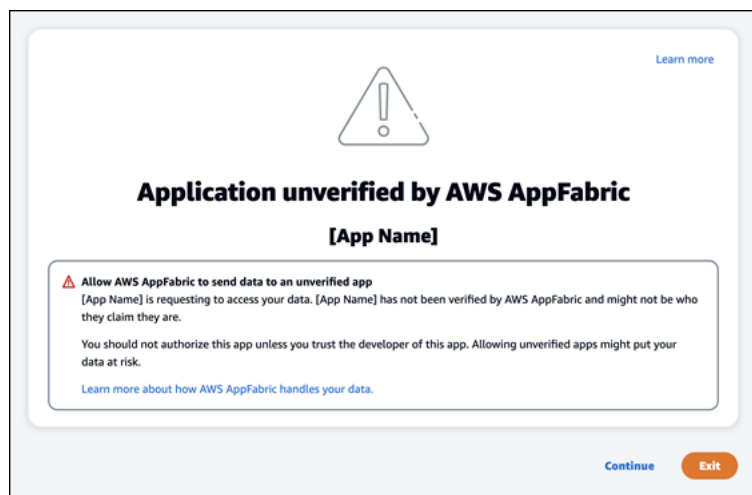 Learn more
Application unverified by AWS AppFabric
[App Name]
Allow AWS AppFabric to send data to an unverified app
[App Name] is requesting to access your data. [App Name] has not been verified by AWS AppFabric and might not be who
they claim they are.
You should not authorize this app unless you trust the developer of this app. Allowing unverified apps might put your
data at risk.
Learn more about how AWS AppFabric handles your data.
Continue
Exit